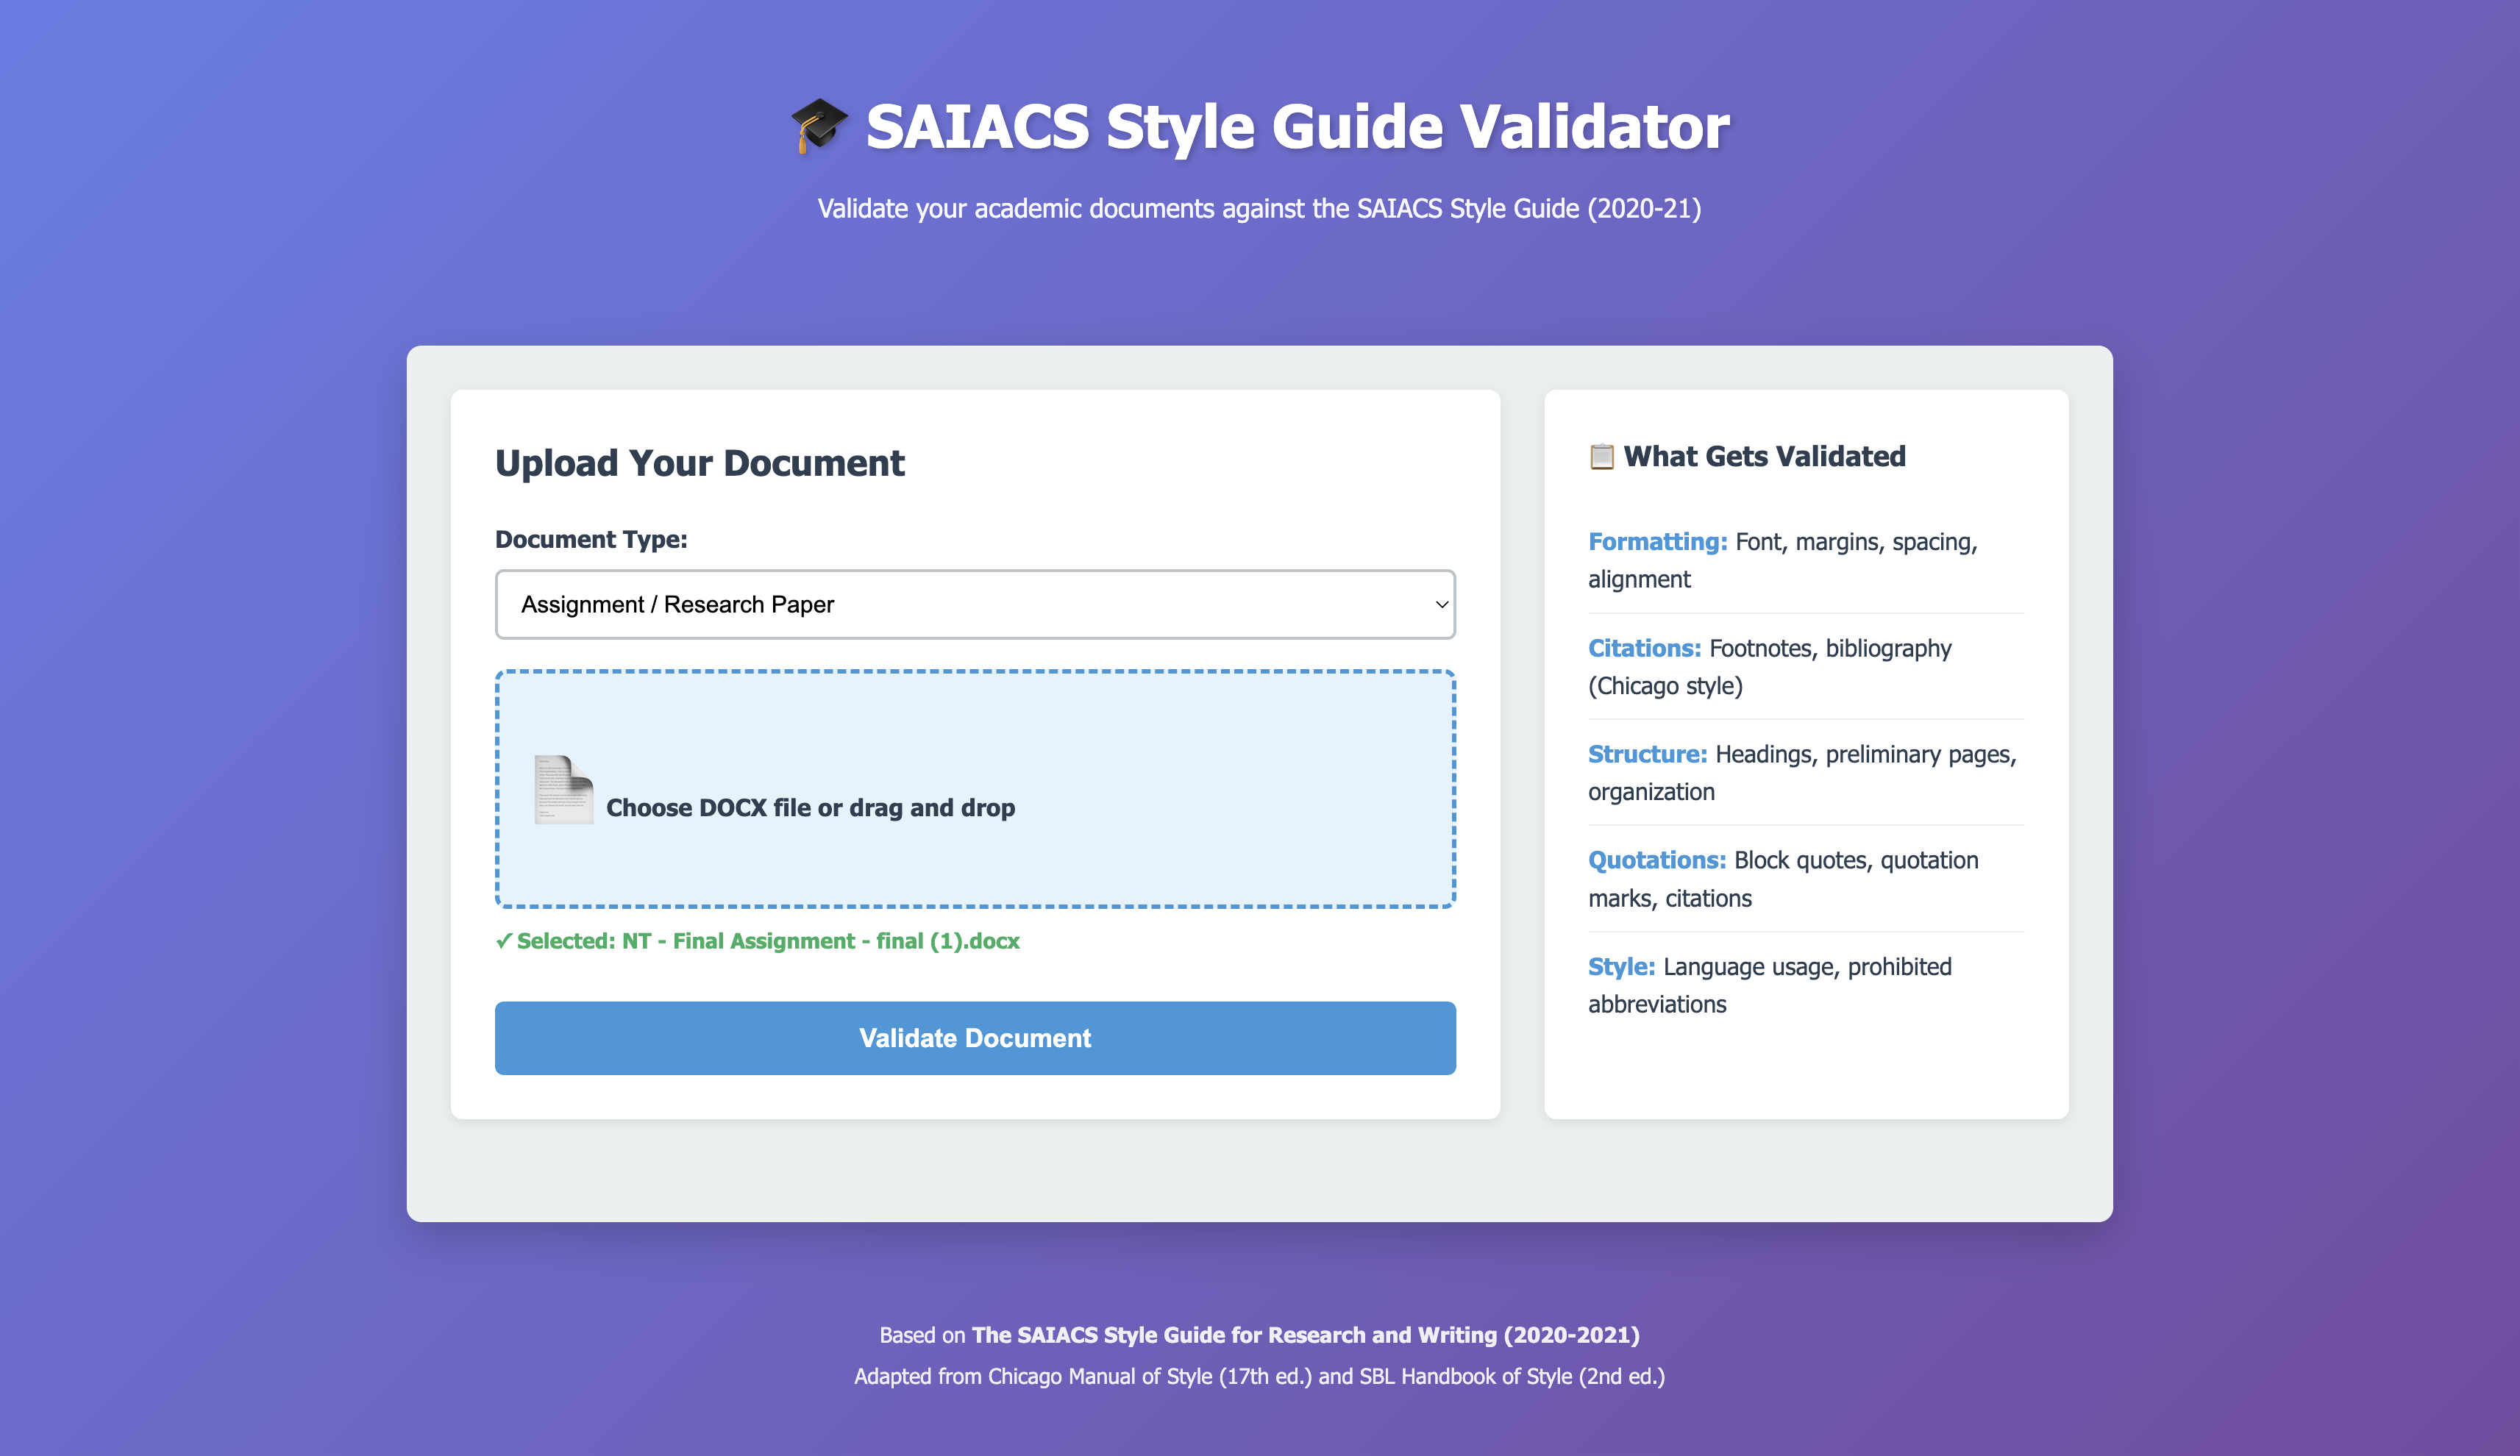 SAIACS Style Guide Validator
Validate your academic documents against the SAIACS Style Guide (2020-21)
Upload Your Document
Document Type:
Assignment / Research Paper
Choose DOCX file or drag and drop
✓ Selected: NT - Final Assignment - final (1).docx
Validate Document
What Gets Validated
Formatting: Font, margins, spacing,
alignment
Citations: Footnotes, bibliography
(Chicago style)
Structure: Headings, preliminary pages,
organization
Quotations: Block quotes, quotation
marks, citations
Style: Language usage, prohibited
abbreviations
Based on The SAIACS Style Guide for Research and Writing (2020-2021)
Adapted from Chicago Manual of Style (17th ed.) and SBL Handbook of Style (2nd ed.)